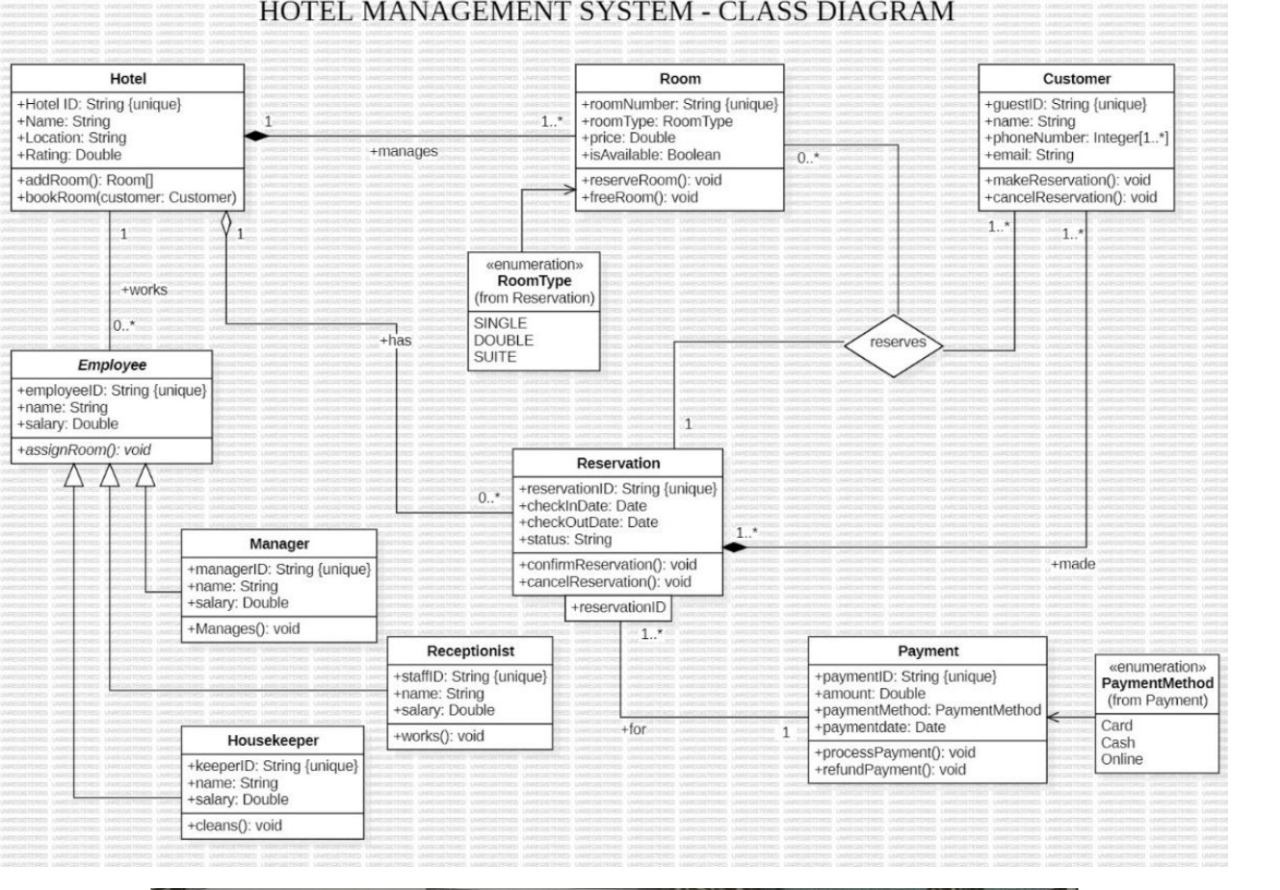 HOTEL MANAGEMENT SYSTEM - CLASS DIAGRAM
Hotel
+Hotel ID: String {unique}
+Name: String
+Location: String
+Rating: Double
+addRoom(): Room[]
+bookRoom(customer: Customer)
1
1..*
+manages
Room
+roomNumber: String {unique}
+roomType: RoomType
+price: Double
+isAvailable: Boolean
+reserveRoom(): void
+freeRoom(): void
0..*
Customer
+guestID: String {unique}
+name: String
+phoneNumber: Integer[1..*]
+email: String
+makeReservation(): void
+cancelReservation(): void
1..*
1..*
1
1
+works
0..*
+has
«enumeration»
RoomType
(from Reservation)
SINGLE
DOUBLE
SUITE
reserves
Employee
+employeeID: String {unique}
+name: String
+salary: Double
+assignRoom(): void
1
0..*
Reservation
+reservationID: String {unique}
+checkInDate: Date
+checkOutDate: Date
+status: String
+confirmReservation(): void
+cancelReservation(): void
+reservationID
1..*
+made
1..*
Manager
+managerID: String {unique}
+name: String
+salary: Double
+Manages(): void
Receptionist
+staffID: String {unique}
+name: String
+salary: Double
+works(): void
+for
1
Payment
+paymentID: String {unique}
+amount: Double
+paymentMethod: PaymentMethod
+paymentdate: Date
+processPayment(): void
+refundPayment(): void
«enumeration»
PaymentMethod
(from Payment)
Card
Cash
Online
Housekeeper
+keeperID: String {unique}
+name: String
+salary: Double
+cleans(): void